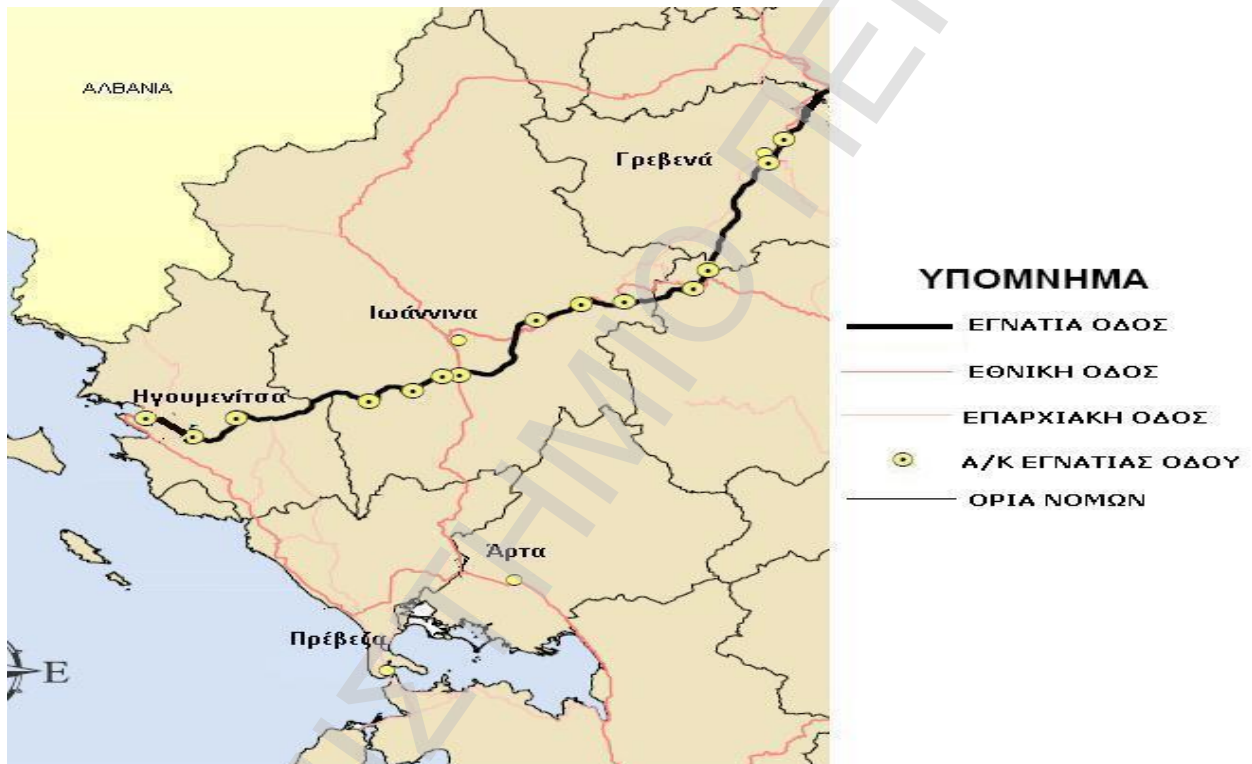 ΑΛΒΑΝΙΑ
Γρεβενά
Ιωάννινα
Ηγουμενίτσα
Άρτα
Πρέβεζα
E
ΥΠΟΜΝΗΜΑ
ΕΓΝΑΤΙΑ ΟΔΟΣ
ΕΘΝΙΚΗ ΟΔΟΣ
ΕΠΑΡΧΙΑΚΗ ΟΔΟΣ
Α/Κ ΕΓΝΑΤΙΑΣ ΟΔΟΥ
ΟΡΙΑ ΝΟΜΩΝ